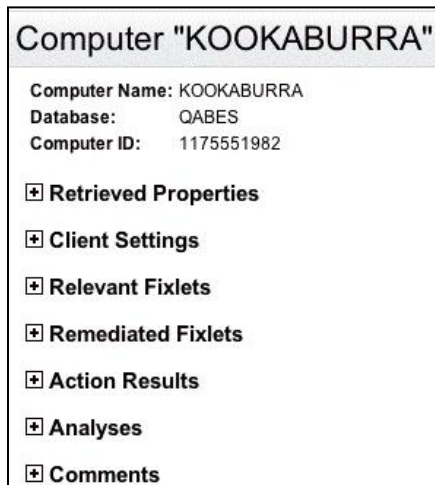 Computer "KOOKABURRA"
Computer Name: KOOKABURRA
Database: QABES
Computer ID: 1175551982
Retrieved Properties
Client Settings
Relevant Fixlets
Remediated Fixlets
Action Results
Analyses
Comments